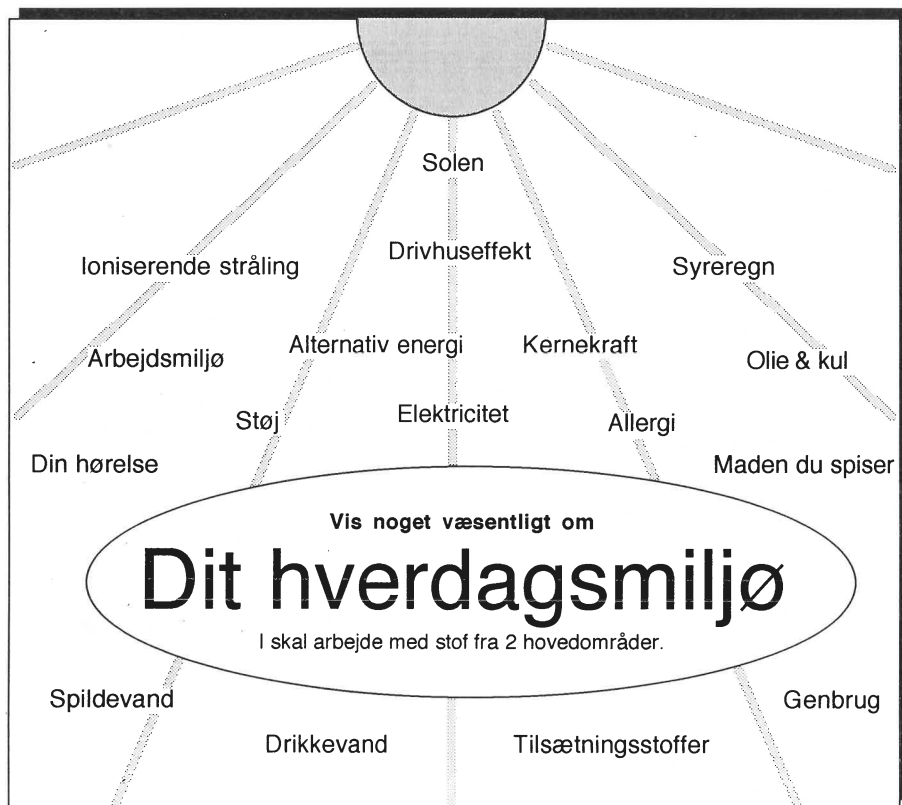 Solen
Drivhuseffekt
Ioniserende stråling
Syreregn
Alternativ energi
Kernekraft
Arbejdsmiljø
Olie & kul
Støj
Elektricitet
Allergi
Din hørelse
Maden du spiser
Vis noget væsentligt om
Dit hverdagsmiljø
I skal arbejde med stof fra 2 hovedområder.
Spildevand
Genbrug
Drikkevand
Tilsætningsstoffer